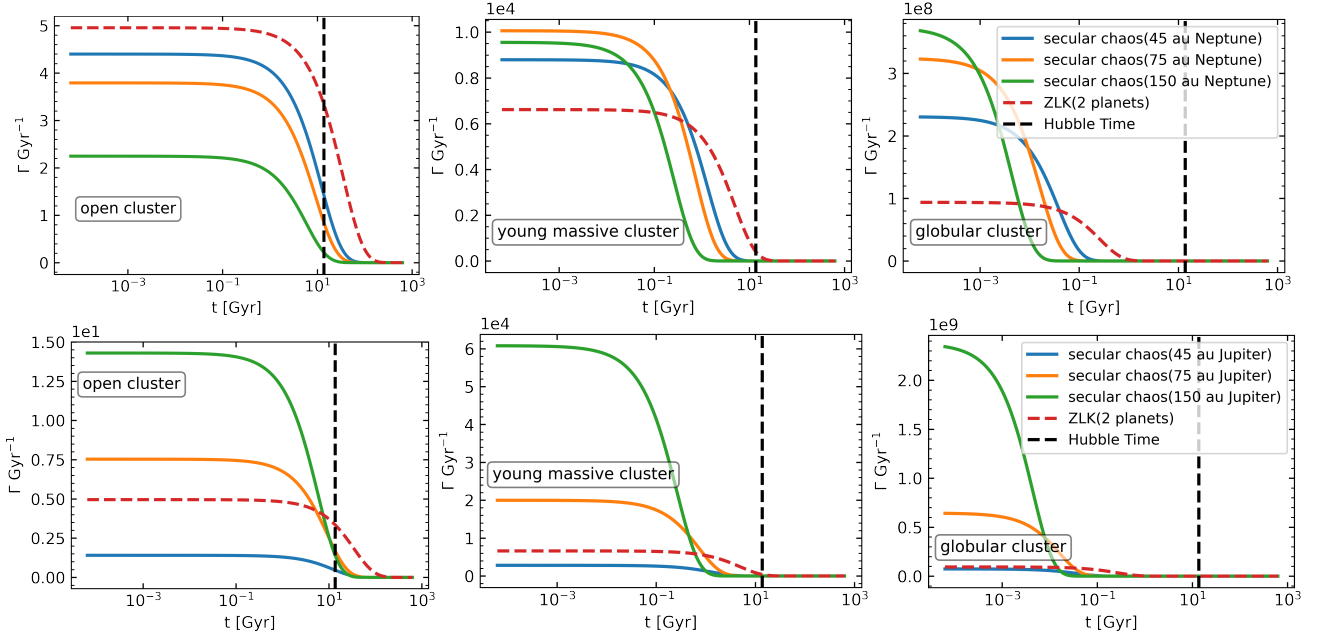 1e4
1e8
5
4
3
2
1
0
Γ Gyr⁻¹
open cluster
10⁻³ 10⁻¹ 10¹ 10³
t [Gyr]
1.0
0.8
0.6
0.4
0.2
0.0
Γ Gyr⁻¹
young massive cluster
10⁻³ 10⁻¹ 10¹ 10³
t [Gyr]
3
2
1
0
Γ Gyr⁻¹
secular chaos(45 au Neptune)
secular chaos(75 au Neptune)
secular chaos(150 au Neptune)
ZLK(2 planets)
Hubble Time
globular cluster
10⁻³ 10⁻¹ 10¹ 10³
t [Gyr]
1e1
1.50
1.25
1.00
0.75
0.50
0.25
0.00
Γ Gyr⁻¹
open cluster
10⁻³ 10⁻¹ 10¹ 10³
t [Gyr]
1e4
6
5
4
3
2
1
0
Γ Gyr⁻¹
young massive cluster
10⁻³ 10⁻¹ 10¹ 10³
t [Gyr]
1e9
2.0
1.5
1.0
0.5
0.0
Γ Gyr⁻¹
secular chaos(45 au Jupiter)
secular chaos(75 au Jupiter)
secular chaos(150 au Jupiter)
ZLK(2 planets)
Hubble Time
globular cluster
10⁻³ 10⁻¹ 10¹ 10³
t [Gyr]